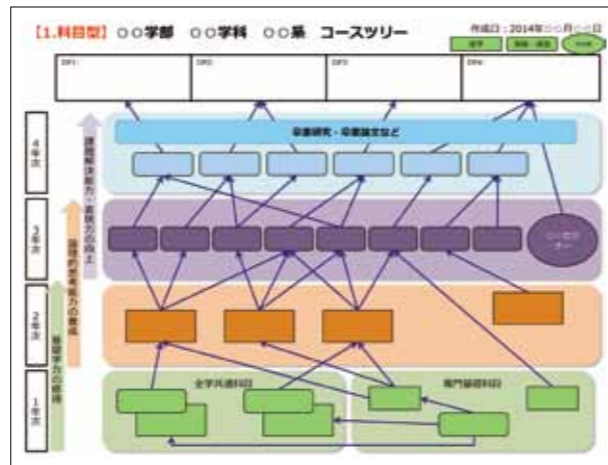 【1.科目型】 ○○学部 ○○学科 ○○系 コースツリー
作成日：2014年○○月○○日
DP1:
DP2:
DP3:
DP4:
4年次
卒業研究・卒業論文など
課題解決能力・表現力の向上
3年次
論理的思考能力の養成
2年次
基礎学力の修得
1年次
全学共通科目
専門基礎科目